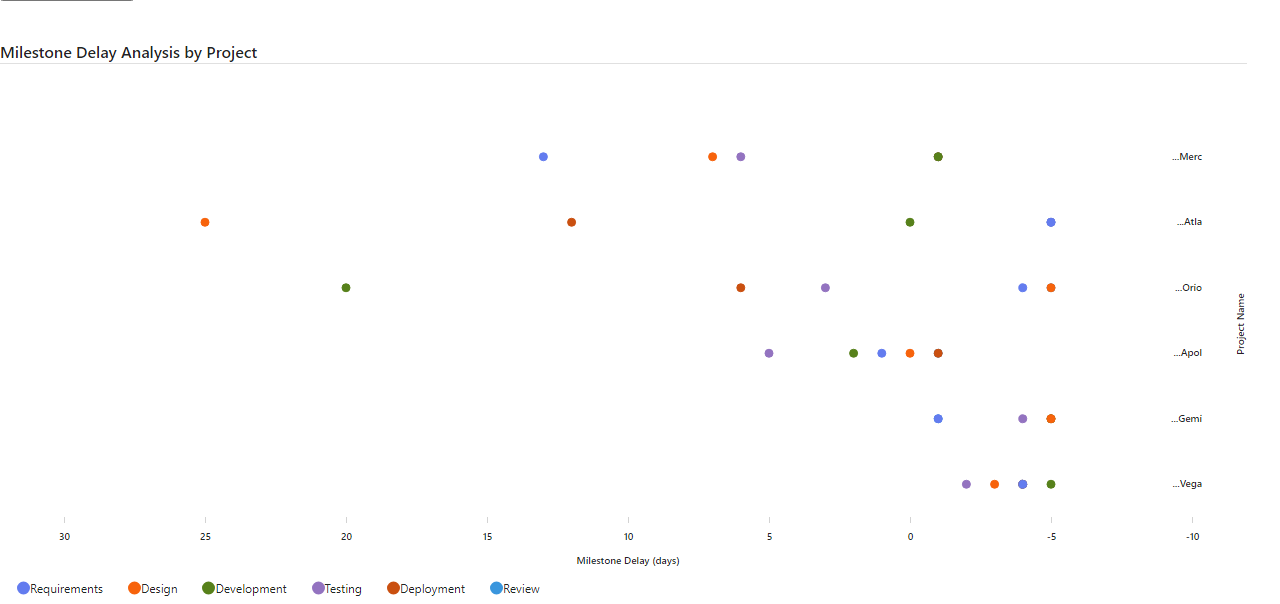 Milestone Delay Analysis by Project
...Merc
...Atla
...Orio
...Apol
...Gemi
...Vega
Project Name
30 25 20 15 10 5 0 -5 -10
Milestone Delay (days)
Requirements Design Development Testing Deployment Review